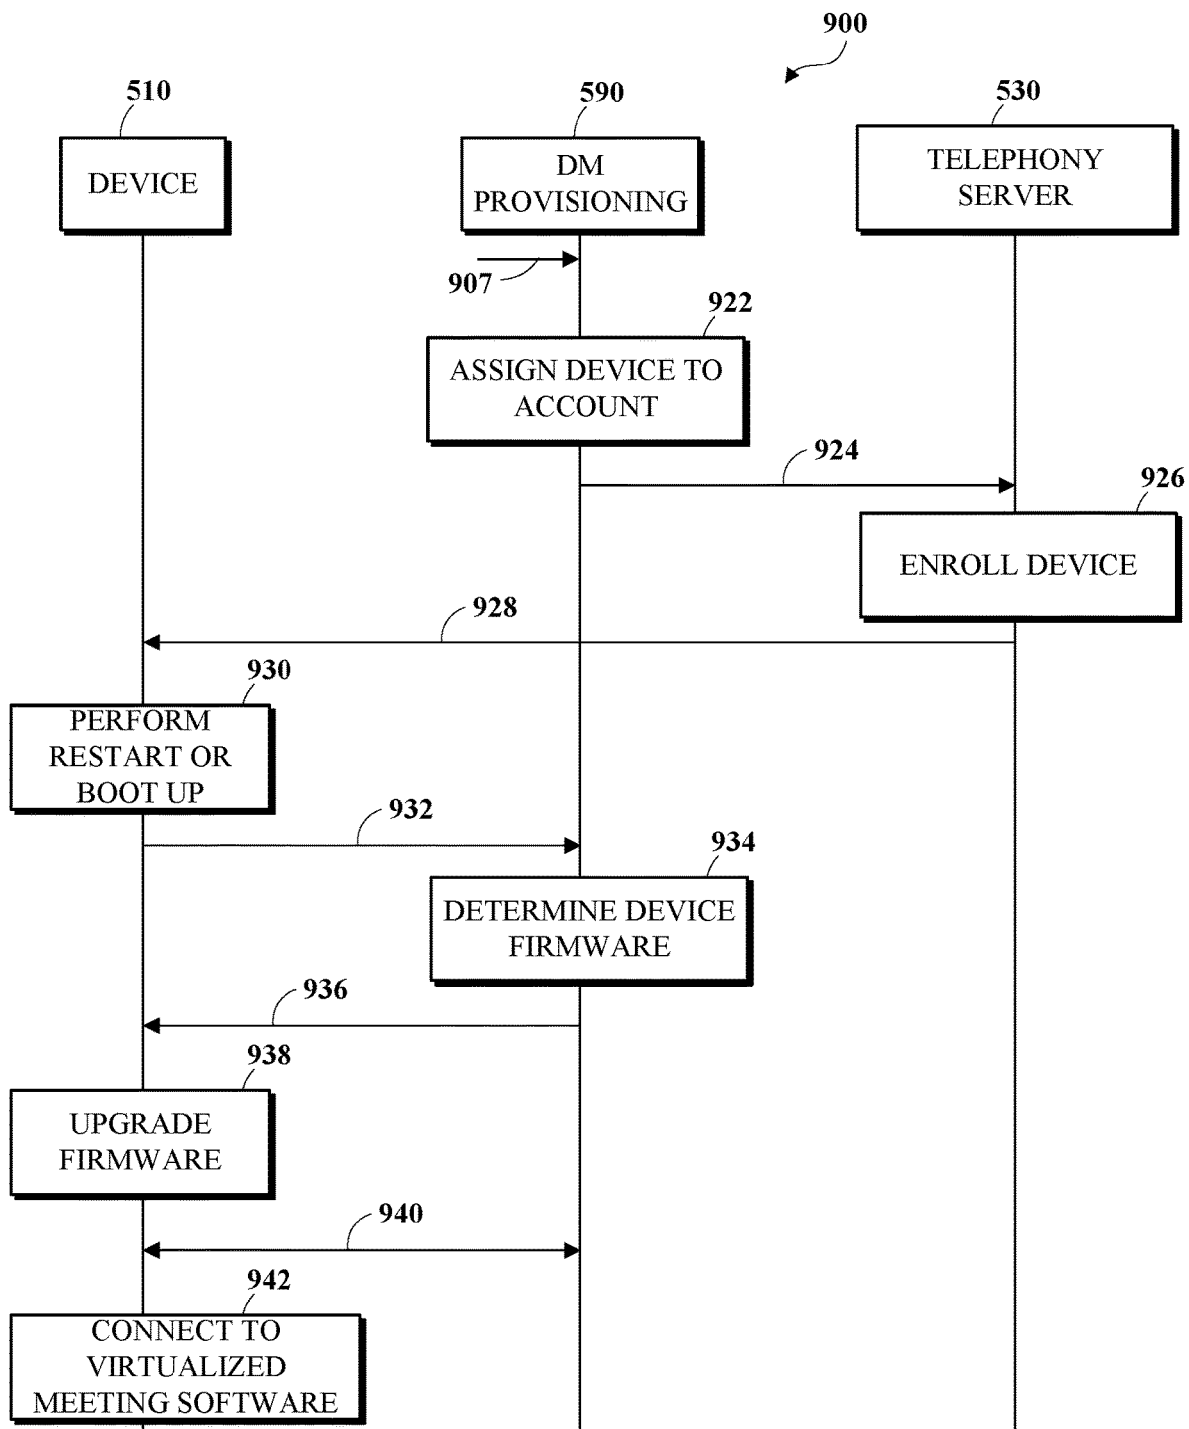 900
510
590
530
DEVICE
DM
PROVISIONING
TELEPHONY
SERVER
907
922
ASSIGN DEVICE TO
ACCOUNT
924
926
ENROLL DEVICE
928
930
PERFORM
RESTART OR
BOOT UP
932
934
DETERMINE DEVICE
FIRMWARE
936
938
UPGRADE
FIRMWARE
940
942
CONNECT TO
VIRTUALIZED
MEETING SOFTWARE